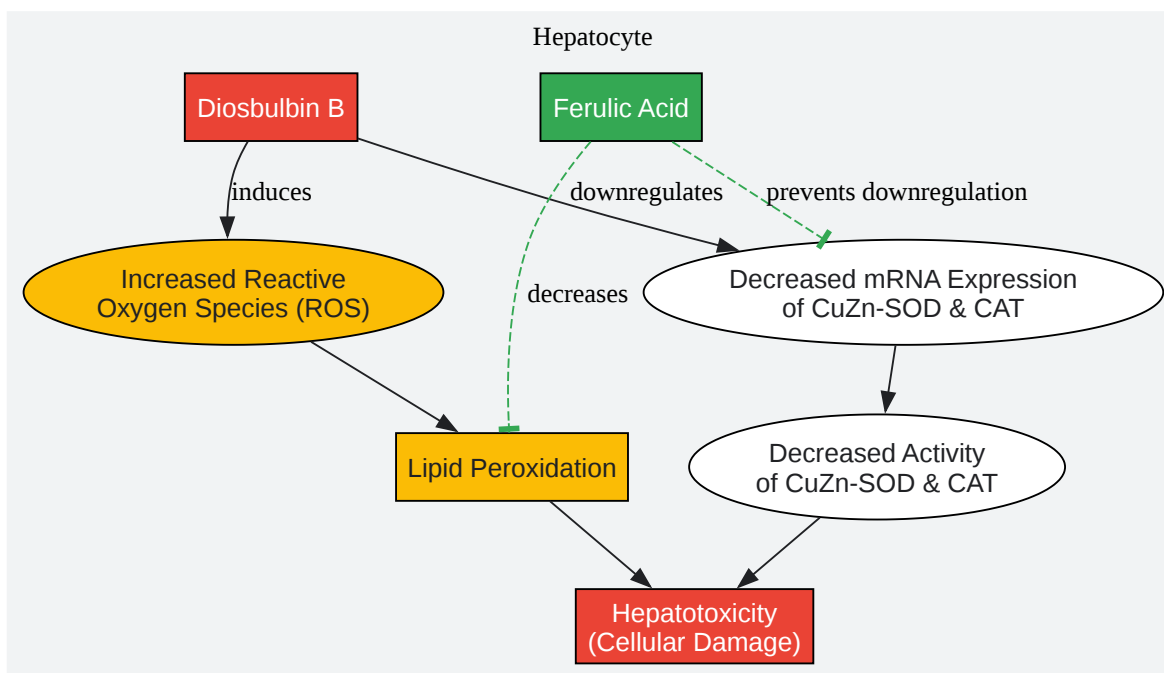 Hepatocyte
Diosbulbin B
Ferulic Acid
induces
downregulates
prevents downregulation
Increased Reactive
Oxygen Species (ROS)
decreases
Decreased mRNA Expression
of CuZn-SOD & CAT
Lipid Peroxidation
Decreased Activity
of CuZn-SOD & CAT
Hepatotoxicity
(Cellular Damage)